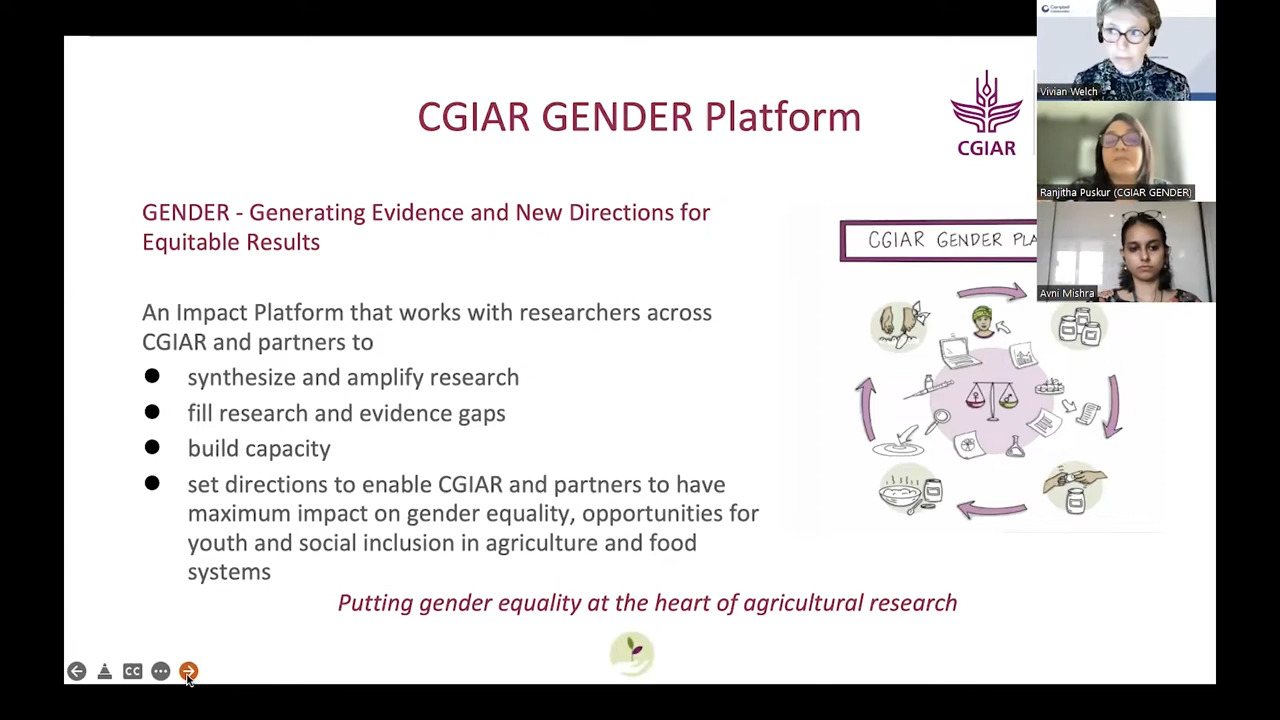 CGIAR GENDER Platform
CGIAR
GENDER - Generating Evidence and New Directions for
Equitable Results
An Impact Platform that works with researchers across
CGIAR and partners to
● synthesize and amplify research
● fill research and evidence gaps
● build capacity
● set directions to enable CGIAR and partners to have
maximum impact on gender equality, opportunities for
youth and social inclusion in agriculture and food
systems
Putting gender equality at the heart of agricultural research
CGIAR GENDER PLA
Campbell
Vivian Welch
Ranjitha Puskur (CGIAR GENDER)
Avni Mishra
CC